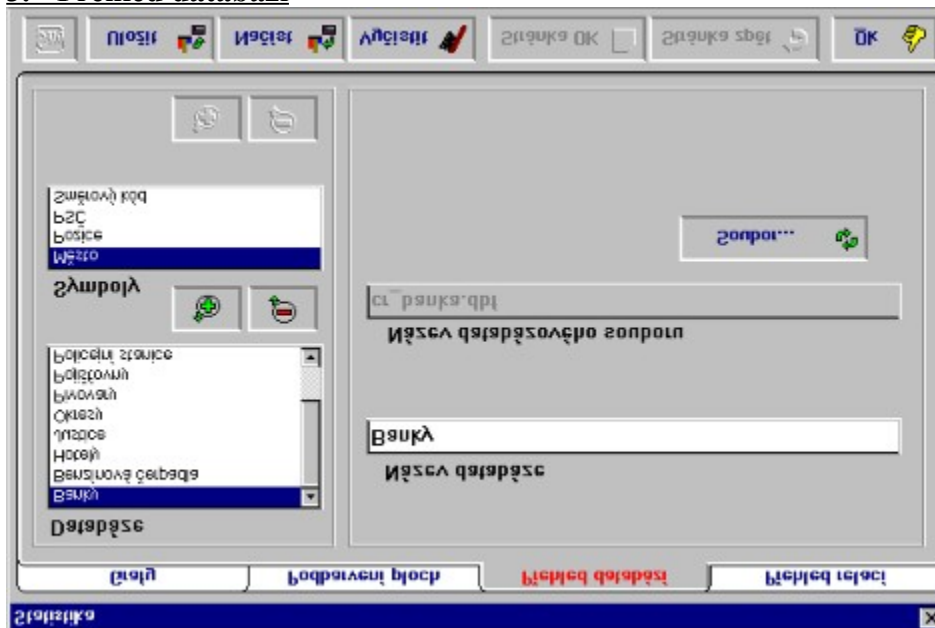 Přehled databází
Statistika
Grafy
Podbarvení ploch
Přehled databází
Přehled relací
Databáze
Banky
Benzínová čerpadla
Hotely
Justice
Okresy
Pivovary
Pojišťovny
Policejní stanice
Symboly
Město
Pozice
PSČ
Směrový kód
Název databáze
Banky
Název databázového souboru
cr_banka.dbf
Soubor...
Uložit
Načíst
Vyčistit
Stránka OK
Stránka zpět
Ok